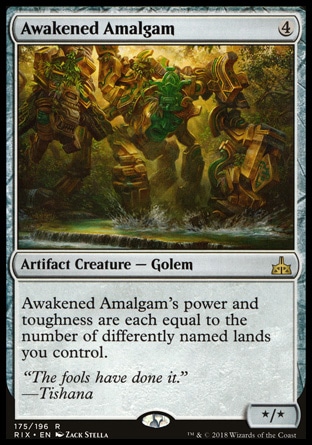 Awakened Amalgam 4
Artifact Creature — Golem
Awakened Amalgam's power and
toughness are each equal to the
number of differently named lands
you control.
"The fools have done it."
—Tishana
175/196 R
RIX • EN Zack Stella
™ & © 2018 Wizards of the Coast
*/*